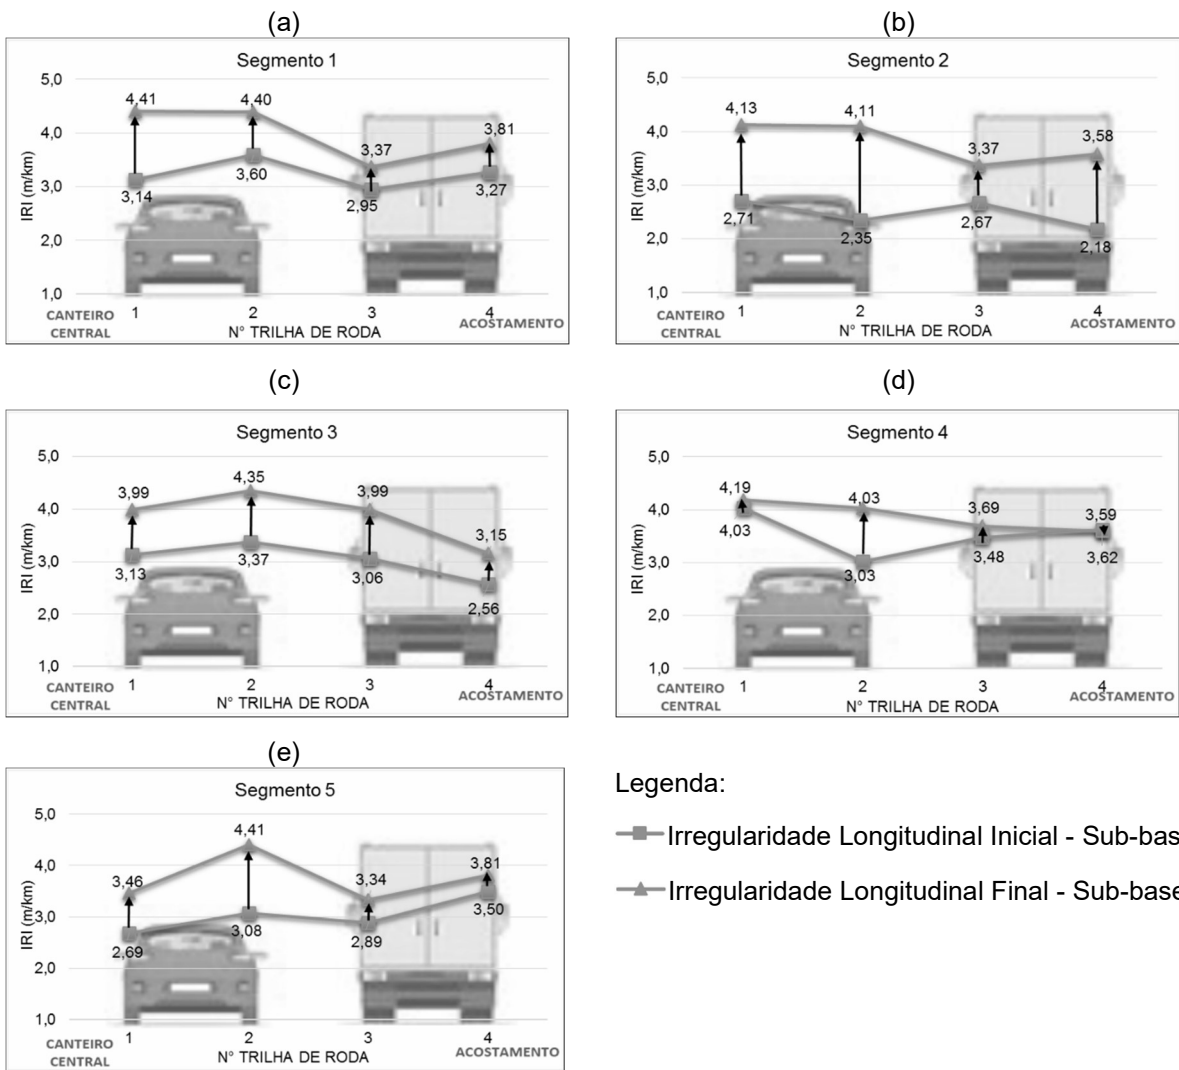 (a)
Segmento 1
5,0
4,0
3,0
2,0
1,0
IRI (m/km)
4,41
4,40
3,37
3,81
3,14
3,60
2,95
3,27
1
2
3
4
CANTEIRO
CENTRAL
N° TRILHA DE RODA
ACOSTAMENTO
(b)
Segmento 2
5,0
4,0
3,0
2,0
1,0
IRI (m/km)
4,13
4,11
3,37
3,58
2,71
2,35
2,67
2,18
1
2
3
4
CANTEIRO
CENTRAL
N° TRILHA DE RODA
ACOSTAMENTO
(c)
Segmento 3
5,0
4,0
3,0
2,0
1,0
IRI (m/km)
3,99
4,35
3,99
3,15
3,13
3,37
3,06
2,56
1
2
3
4
CANTEIRO
CENTRAL
N° TRILHA DE RODA
ACOSTAMENTO
(d)
Segmento 4
5,0
4,0
3,0
2,0
1,0
IRI (m/km)
4,19
4,03
3,69
3,59
4,03
3,03
3,48
3,62
1
2
3
4
CANTEIRO
CENTRAL
N° TRILHA DE RODA
ACOSTAMENTO
(e)
Segmento 5
5,0
4,0
3,0
2,0
1,0
IRI (m/km)
3,46
4,41
3,34
3,81
2,69
3,08
2,89
3,50
1
2
3
4
CANTEIRO
CENTRAL
N° TRILHA DE RODA
ACOSTAMENTO
Legenda:
Irregularidade Longitudinal Inicial - Sub-bas
Irregularidade Longitudinal Final - Sub-base